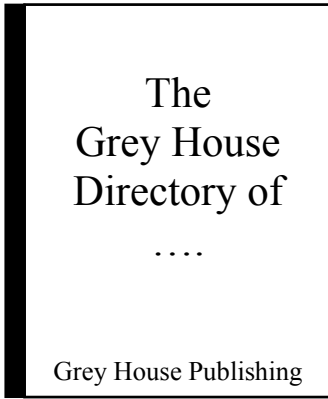 The
Grey House
Directory of
....
Grey House Publishing